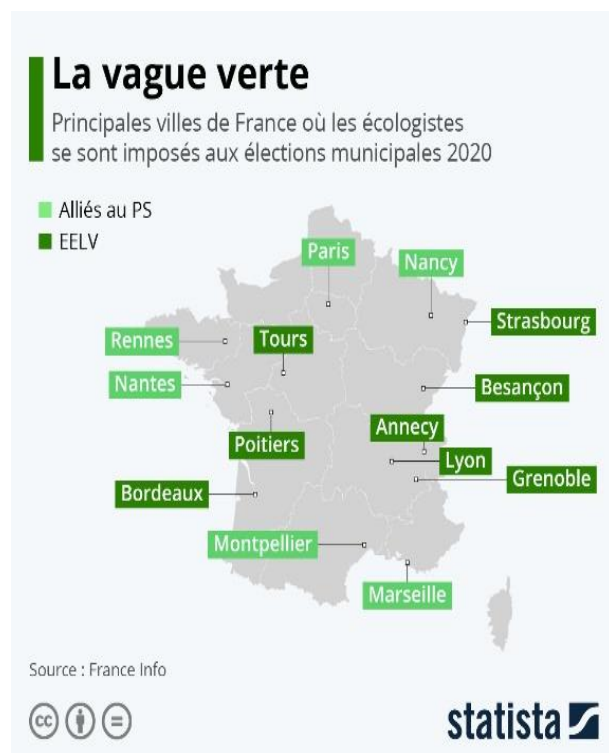 La vague verte
Principales villes de France où les écologistes
se sont imposés aux élections municipales 2020
Alliés au PS
EELV
Paris
Nancy
Strasbourg
Rennes
Tours
Nantes
Besançon
Annecy
Poitiers
Lyon
Grenoble
Bordeaux
Montpellier
Marseille
Source : France Info
cc
statista